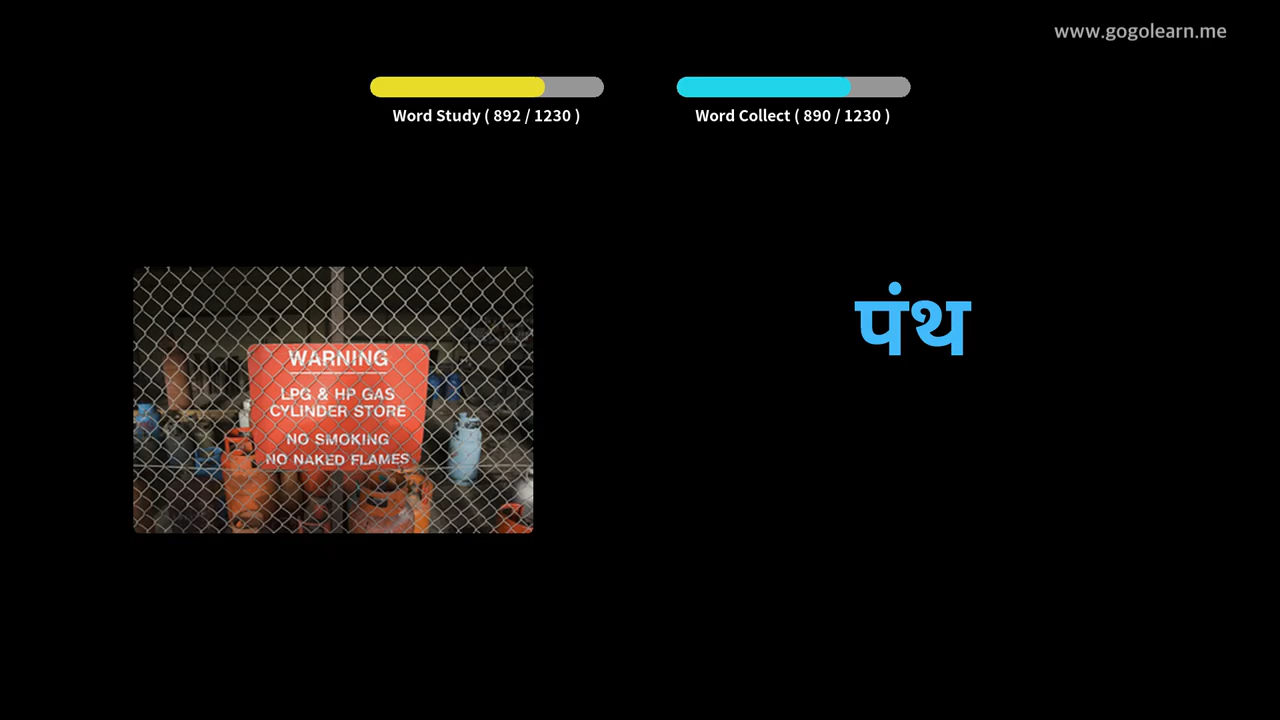 www.gogolearn.me
Word Study ( 892 / 1230 )
Word Collect ( 890 / 1230 )
पंथ
WARNING
LPG & HP GAS
CYLINDER STORE
NO SMOKING
NO NAKED FLAMES